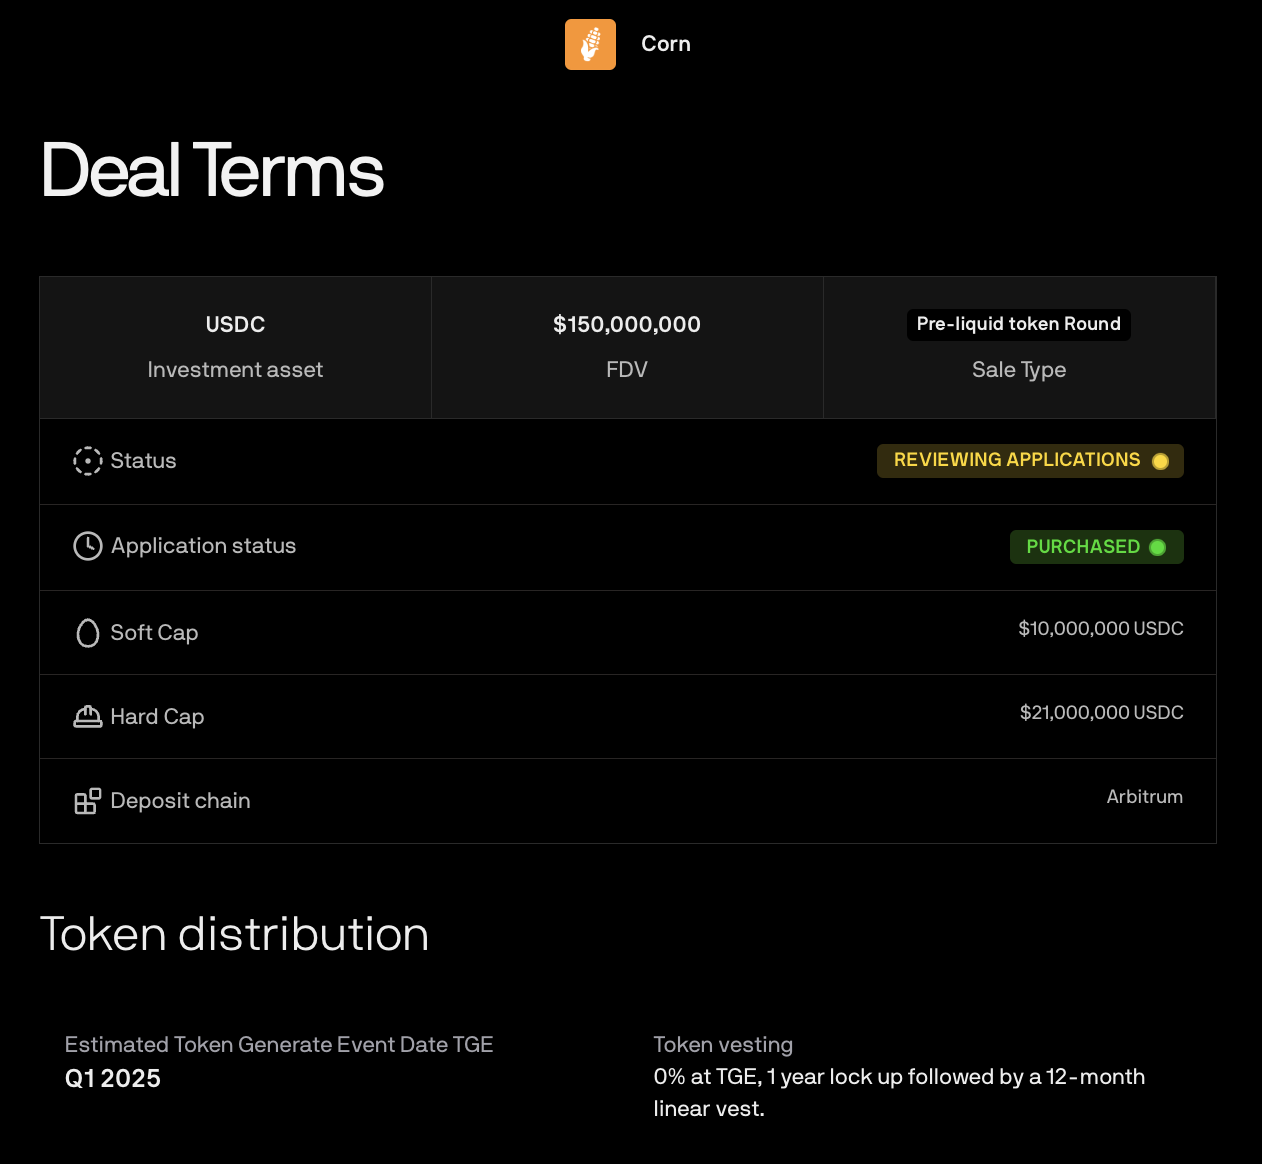 Corn
Deal Terms
USDC
Investment asset
$150,000,000
FDV
Pre-liquid token Round
Sale Type
Status
REVIEWING APPLICATIONS
Application status
PURCHASED
Soft Cap
$10,000,000 USDC
Hard Cap
$21,000,000 USDC
Deposit chain
Arbitrum
Token distribution
Estimated Token Generate Event Date TGE
Q1 2025
Token vesting
0% at TGE, 1 year lock up followed by a 12-month
linear vest.